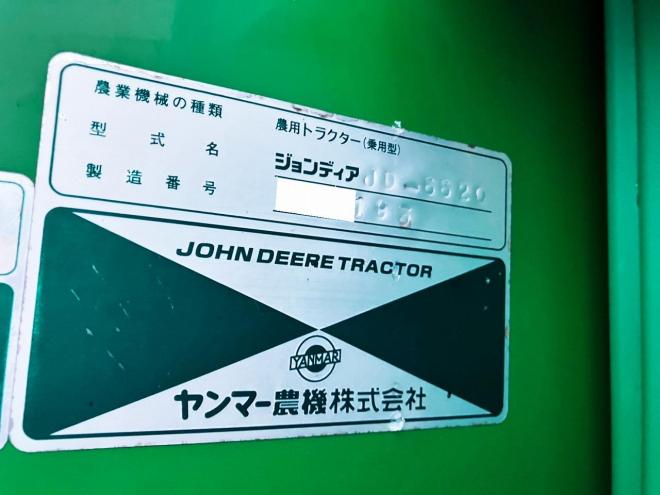 農業機械の種類 農用トラクター(乗用型)
型式名 ジョンディア JD-6620
製造番号
JOHN DEERE TRACTOR
YANMAR
ヤンマー農機株式会社